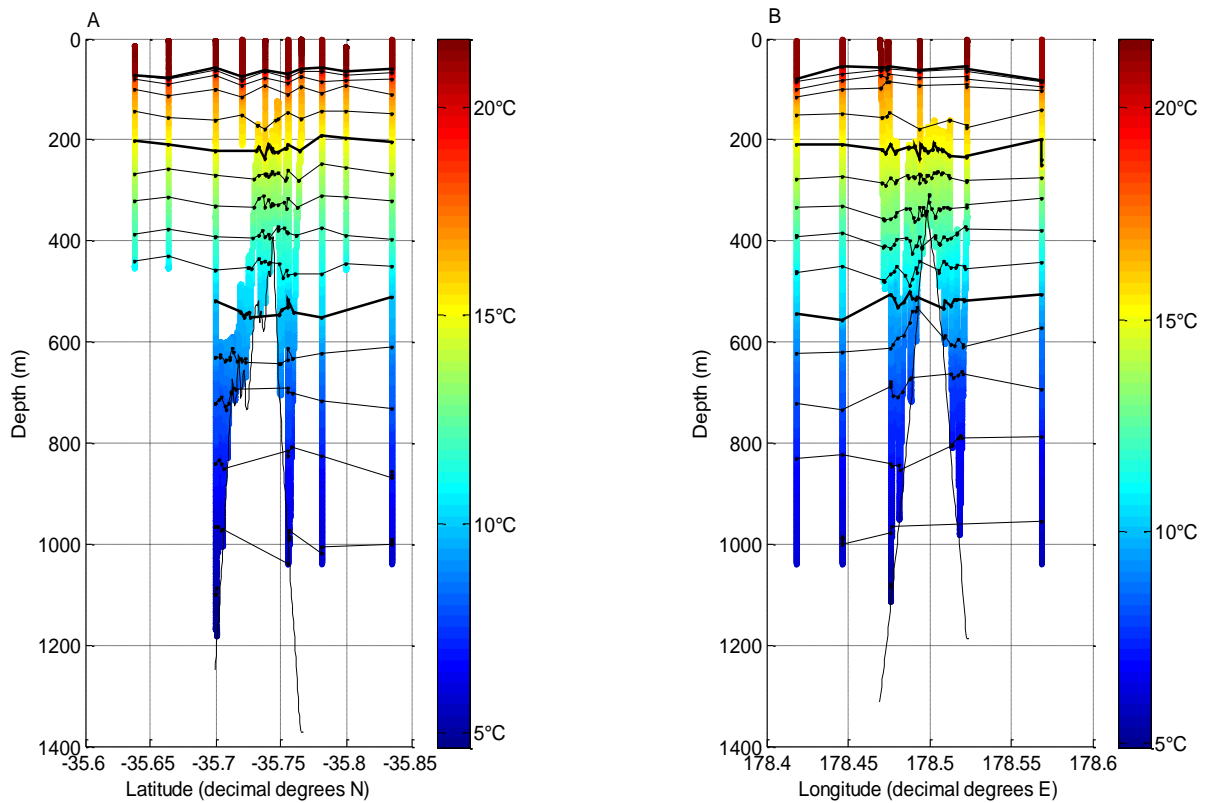 A
B
0
200
400
600
800
1000
1200
1400
Depth (m)
-35.6
-35.65
-35.7
-35.75
-35.8
-35.85
Latitude (decimal degrees N)
20°C
15°C
10°C
5°C
0
200
400
600
800
1000
1200
1400
Depth (m)
178.4
178.45
178.5
178.55
178.6
Longitude (decimal degrees E)
20°C
15°C
10°C
5°C